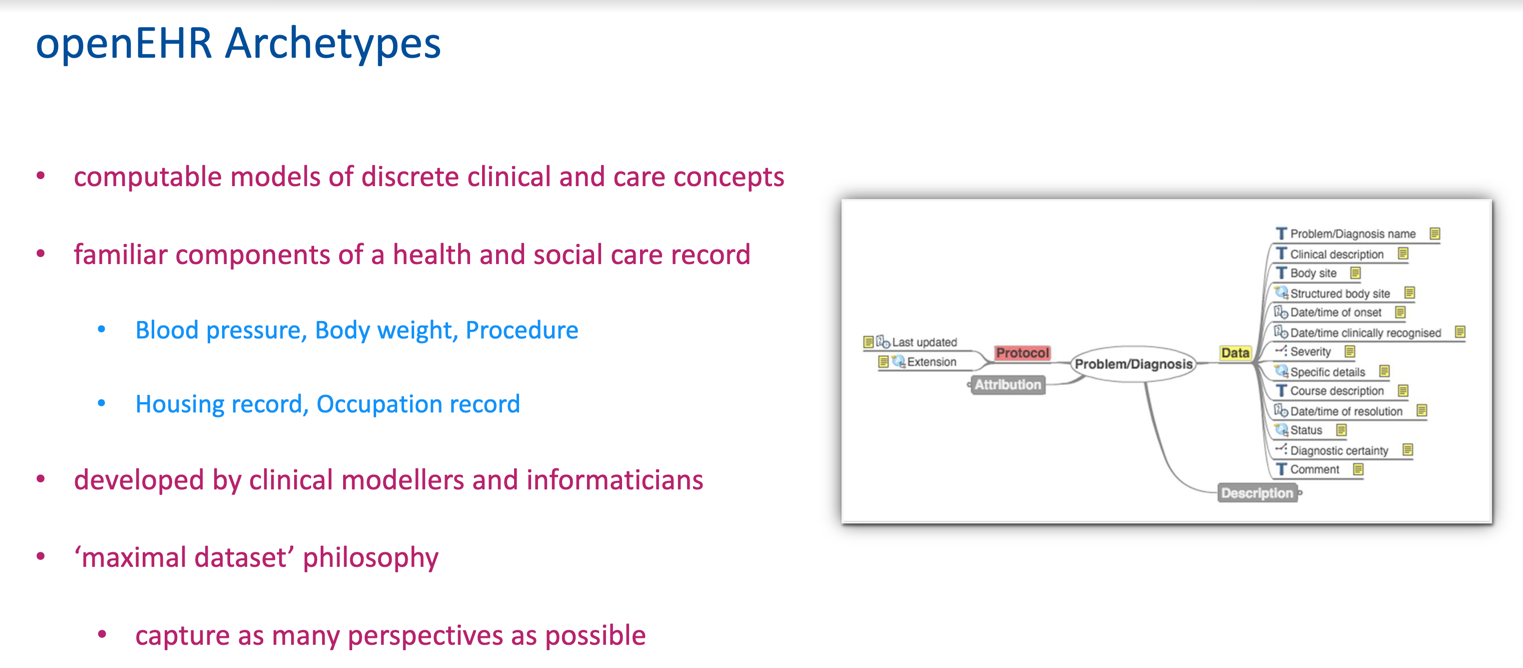 openEHR Archetypes
• computable models of discrete clinical and care concepts
• familiar components of a health and social care record
• Blood pressure, Body weight, Procedure
• Housing record, Occupation record
• developed by clinical modellers and informaticians
• ‘maximal dataset’ philosophy
• capture as many perspectives as possible
Last updated
Extension
Protocol
Attribution
Problem/Diagnosis
Data
Problem/Diagnosis name
Clinical description
Body site
Structured body site
Date/time of onset
Date/time clinically recognised
Severity
Specific details
Course description
Date/time of resolution
Status
Diagnostic certainty
Comment
Description